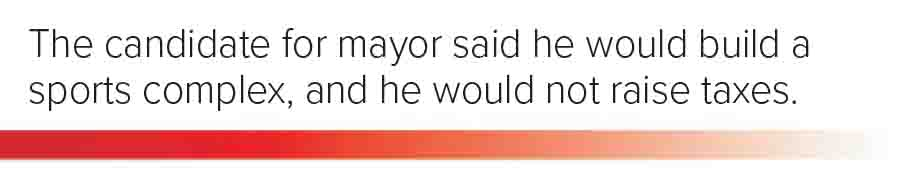 The candidate for mayor said he would build a
sports complex, and he would not raise taxes.